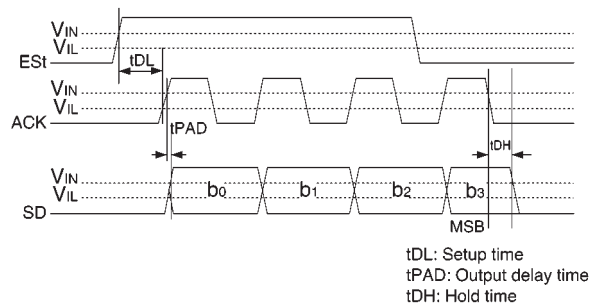 VIN
VIL
ESt
tDL
VIN
VIL
ACK
tPAD
tDH
VIN
VIL
SD
b0
b1
b2
b3
MSB
tDL: Setup time
tPAD: Output delay time
tDH: Hold time